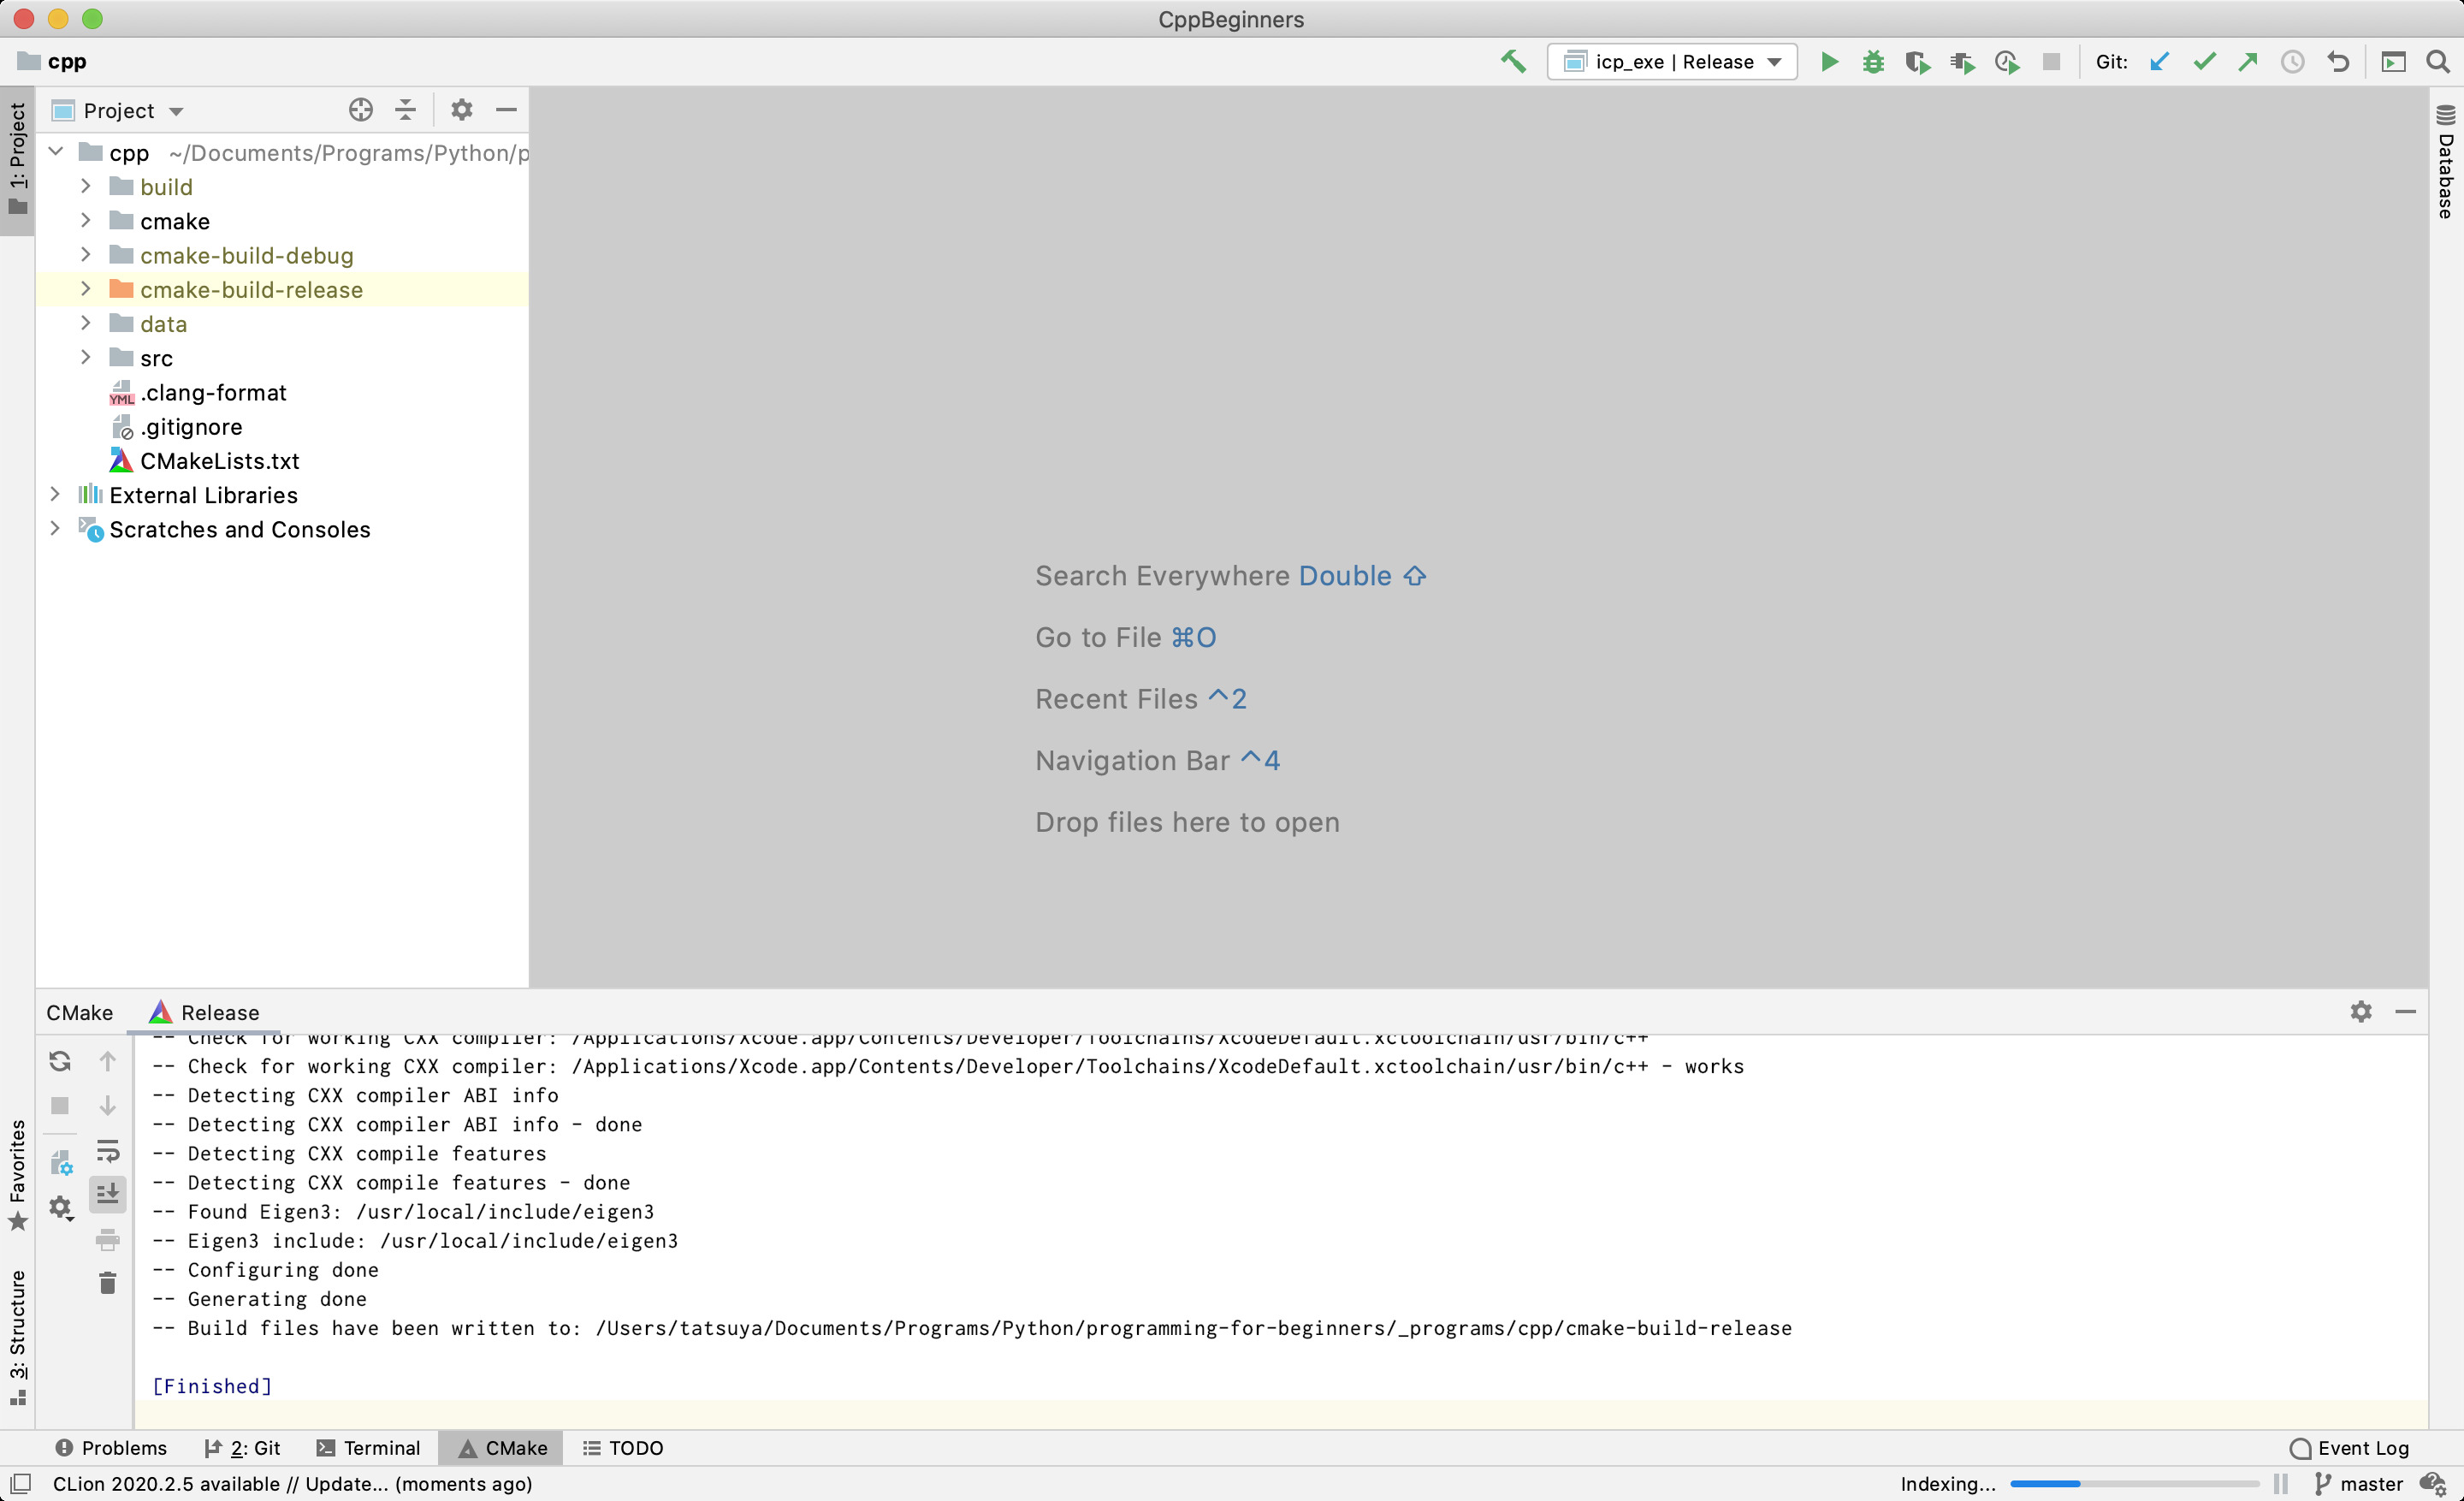 CppBeginners
cpp
icp_exe | Release
Git:
1: Project
Project
cpp ~/Documents/Programs/Python/p
build
cmake
cmake-build-debug
cmake-build-release
data
src
YML .clang-format
.gitignore
CMakeLists.txt
External Libraries
Scratches and Consoles
Database
Search Everywhere Double ⇧
Go to File ⌘O
Recent Files ^2
Navigation Bar ^4
Drop files here to open
CMake
Release
-- Check for working CXX compiler: /Applications/Xcode.app/Contents/Developer/Toolchains/XcodeDefault.xctoolchain/usr/bin/c++
-- Check for working CXX compiler: /Applications/Xcode.app/Contents/Developer/Toolchains/XcodeDefault.xctoolchain/usr/bin/c++ - works
-- Detecting CXX compiler ABI info
-- Detecting CXX compiler ABI info - done
-- Detecting CXX compile features
-- Detecting CXX compile features - done
-- Found Eigen3: /usr/local/include/eigen3
-- Eigen3 include: /usr/local/include/eigen3
-- Configuring done
-- Generating done
-- Build files have been written to: /Users/tatsuya/Documents/Programs/Python/programming-for-beginners/_programs/cpp/cmake-build-release
[Finished]
Favorites
3: Structure
Problems
2: Git
Terminal
CMake
TODO
Event Log
CLion 2020.2.5 available // Update... (moments ago)
Indexing...
master